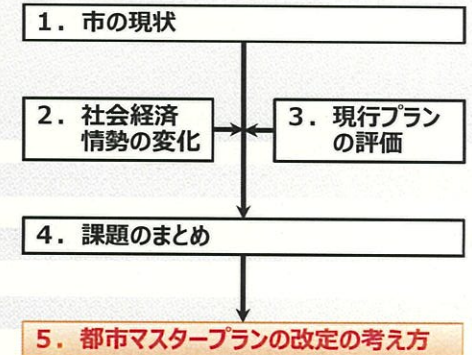 1. 市の現状
2. 社会経済
情勢の変化
3. 現行プラン
の評価
4. 課題のまとめ
5. 都市マスタープランの改定の考え方